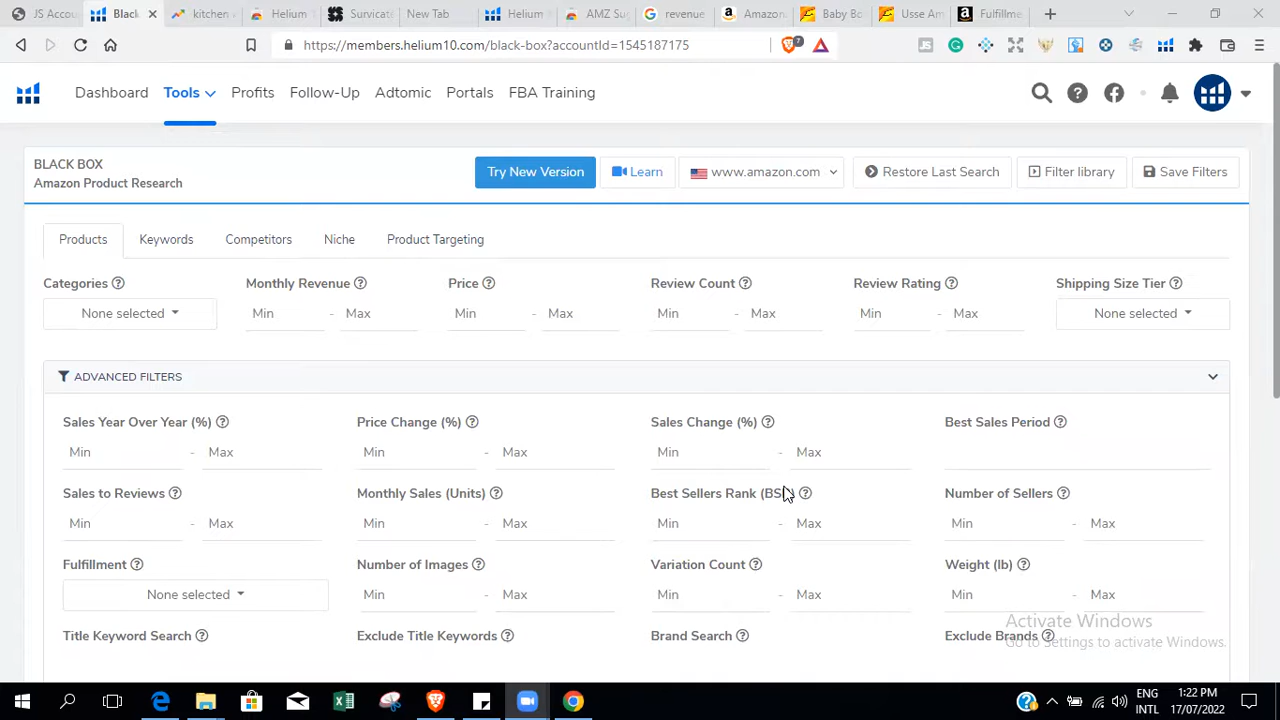 JS Accou
Black
kitchen
Helium
Survicate
New Tab
Helium
AMZ Sug
revenue
Amazon
Baby Bo
Usse Am
Fulfillme
https://members.helium10.com/black-box?accountId=1545187175
7
Dashboard
Tools
Profits
Follow-Up
Adtomic
Portals
FBA Training
BLACK BOX
Amazon Product Research
Try New Version
Learn
www.amazon.com
Restore Last Search
Filter library
Save Filters
Products
Keywords
Competitors
Niche
Product Targeting
Categories
Monthly Revenue
Price
Review Count
Review Rating
Shipping Size Tier
None selected
Min - Max
Min - Max
Min - Max
Min - Max
None selected
ADVANCED FILTERS
Sales Year Over Year (%)
Price Change (%)
Sales Change (%)
Best Sales Period
Min - Max
Min - Max
Min - Max
Sales to Reviews
Monthly Sales (Units)
Best Sellers Rank (BSR)
Number of Sellers
Min - Max
Min - Max
Min - Max
Min - Max
Fulfillment
Number of Images
Variation Count
Weight (lb)
None selected
Min - Max
Min - Max
Min - Max
Min - Max
Title Keyword Search
Exclude Title Keywords
Brand Search
Exclude Brands
Activate Windows
Go to Settings to activate Windows.
ENG
INTL
1:22 PM
17/07/2022